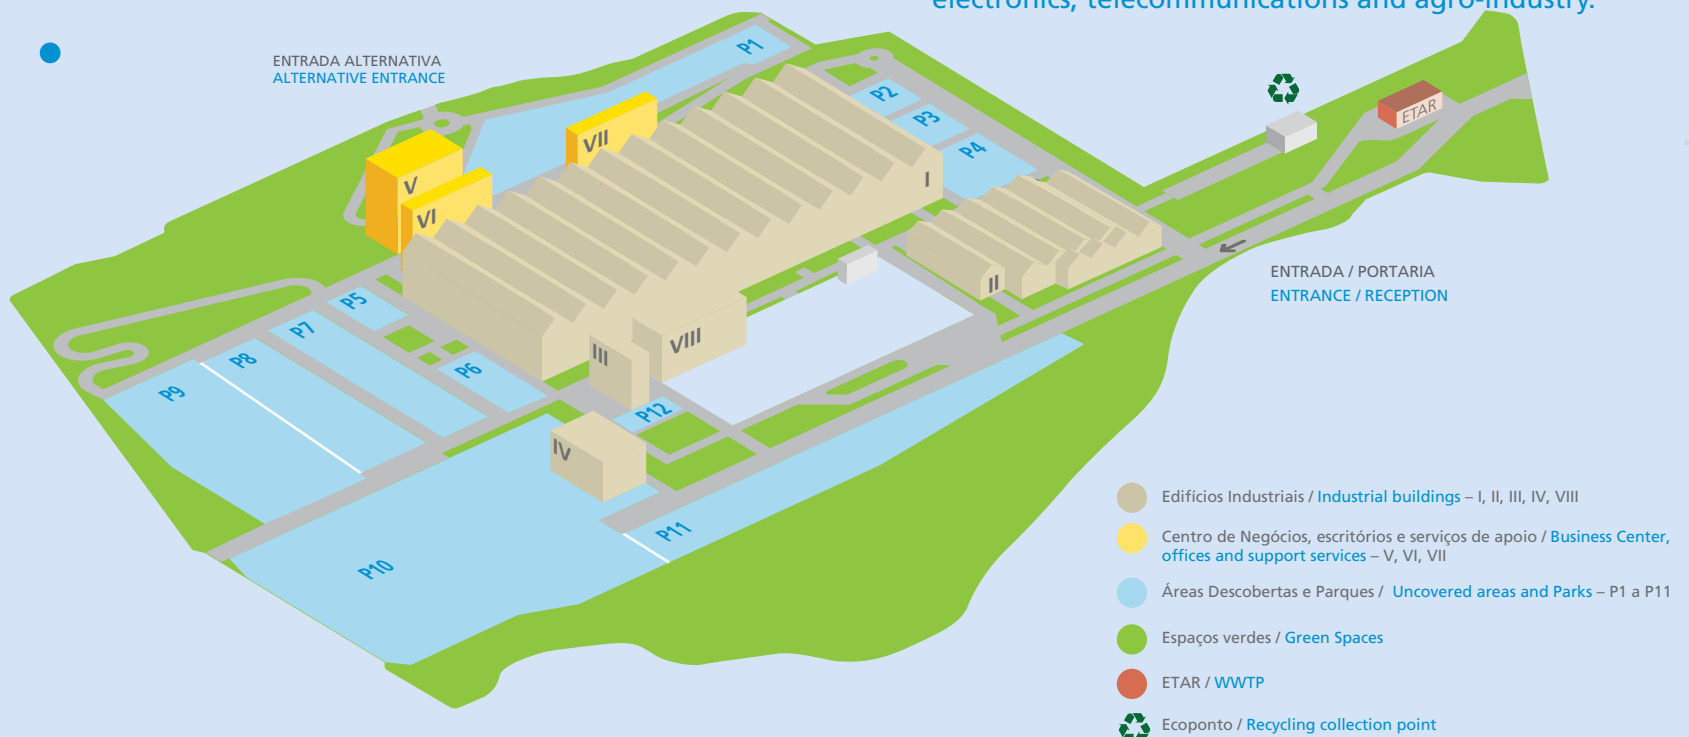 electronics, telecommunications and agro-industry.
ENTRADA ALTERNATIVA
ALTERNATIVE ENTRANCE
P1
P2
P3
P4
ETAR
VII
V
VI
I
II
ENTRADA / PORTARIA
ENTRANCE / RECEPTION
P5
P7
P8
P9
P6
III
VIII
P12
IV
P11
P10
Edifícios Industriais / Industrial buildings – I, II, III, IV, VIII
Centro de Negócios, escritórios e serviços de apoio / Business Center,
offices and support services – V, VI, VII
Áreas Descobertas e Parques / Uncovered areas and Parks – P1 a P11
Espaços verdes / Green Spaces
ETAR / WWTP
Ecoponto / Recycling collection point